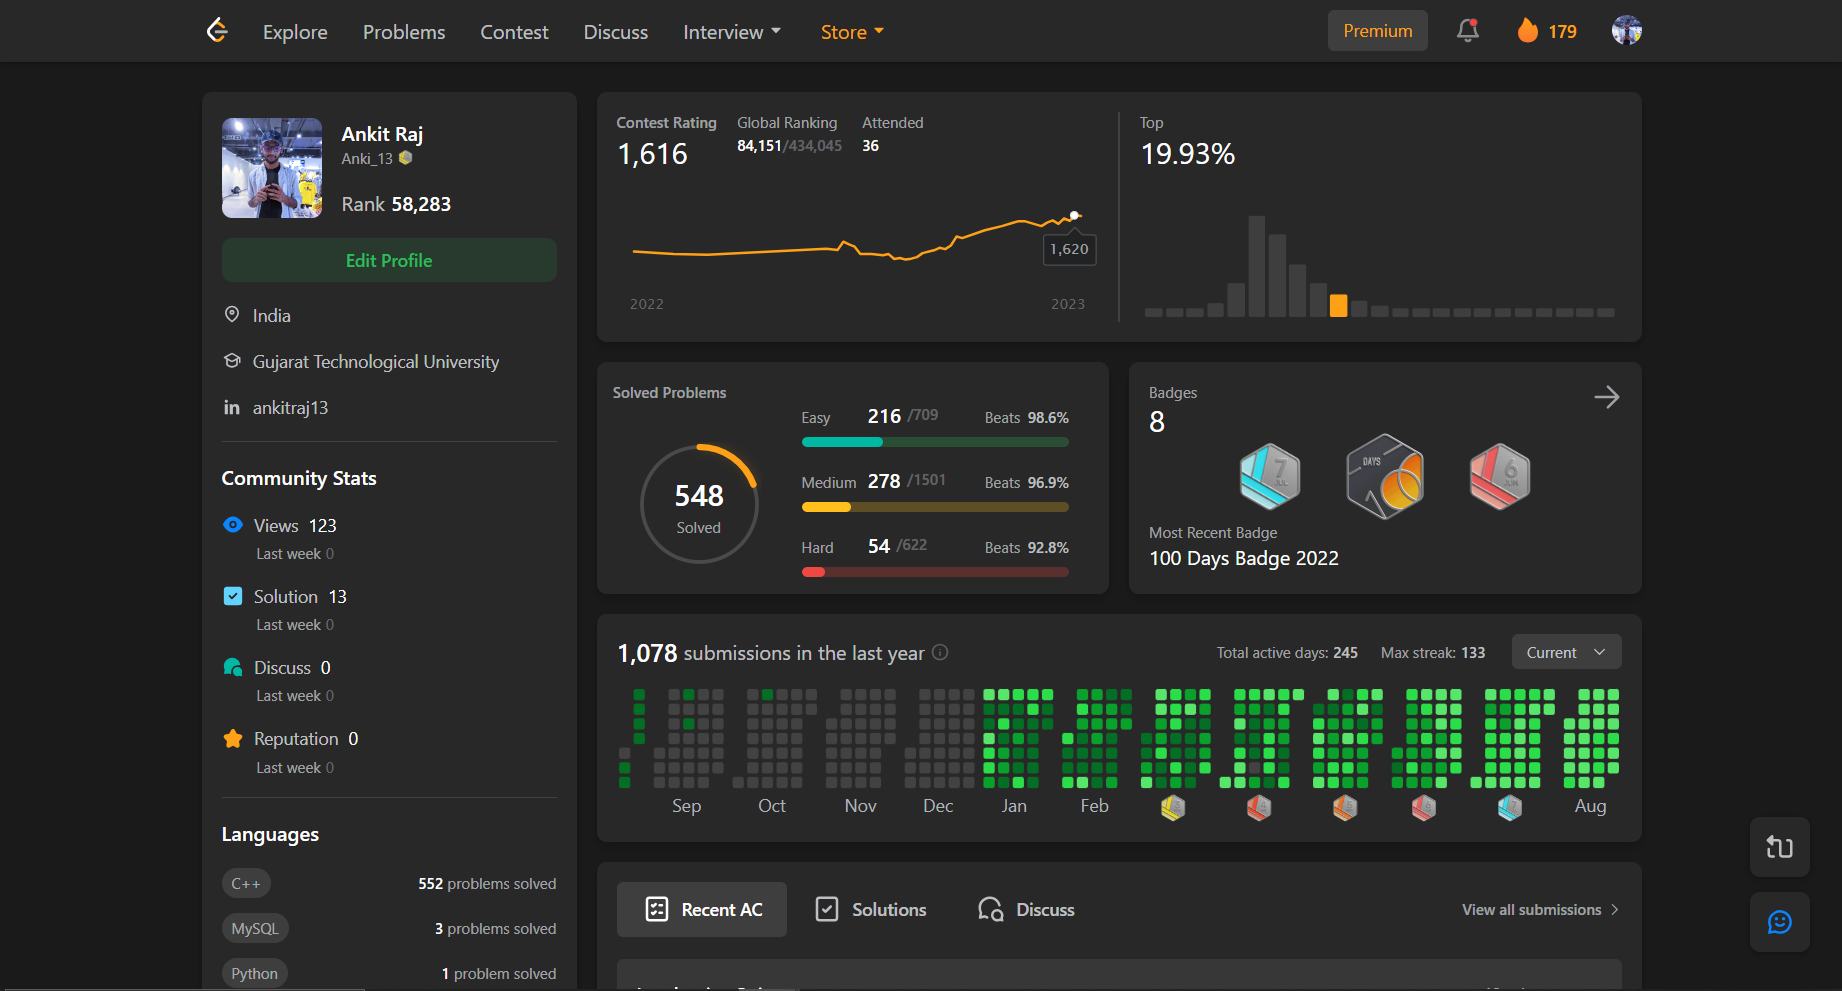 Explore Problems Contest Discuss Interview Store Premium 179
Ankit Raj
Anki_13
Rank 58,283
Edit Profile
India
Gujarat Technological University
ankitraj13
Community Stats
Views 123
Last week 0
Solution 13
Last week 0
Discuss 0
Last week 0
Reputation 0
Last week 0
Languages
C++ 552 problems solved
MySQL 3 problems solved
Python 1 problem solved
Contest Rating Global Ranking Attended
1,616 84,151/434,045 36
1,620
2022 2023
Top
19.93%
Solved Problems
548
Solved
Easy 216 /709 Beats 98.6%
Medium 278 /1501 Beats 96.9%
Hard 54 /622 Beats 92.8%
Badges
8
7
JUL
DAYS
6
JUN
Most Recent Badge
100 Days Badge 2022
1,078 submissions in the last year Total active days: 245 Max streak: 133 Current
Sep Oct Nov Dec Jan Feb Aug
Recent AC Solutions Discuss View all submissions